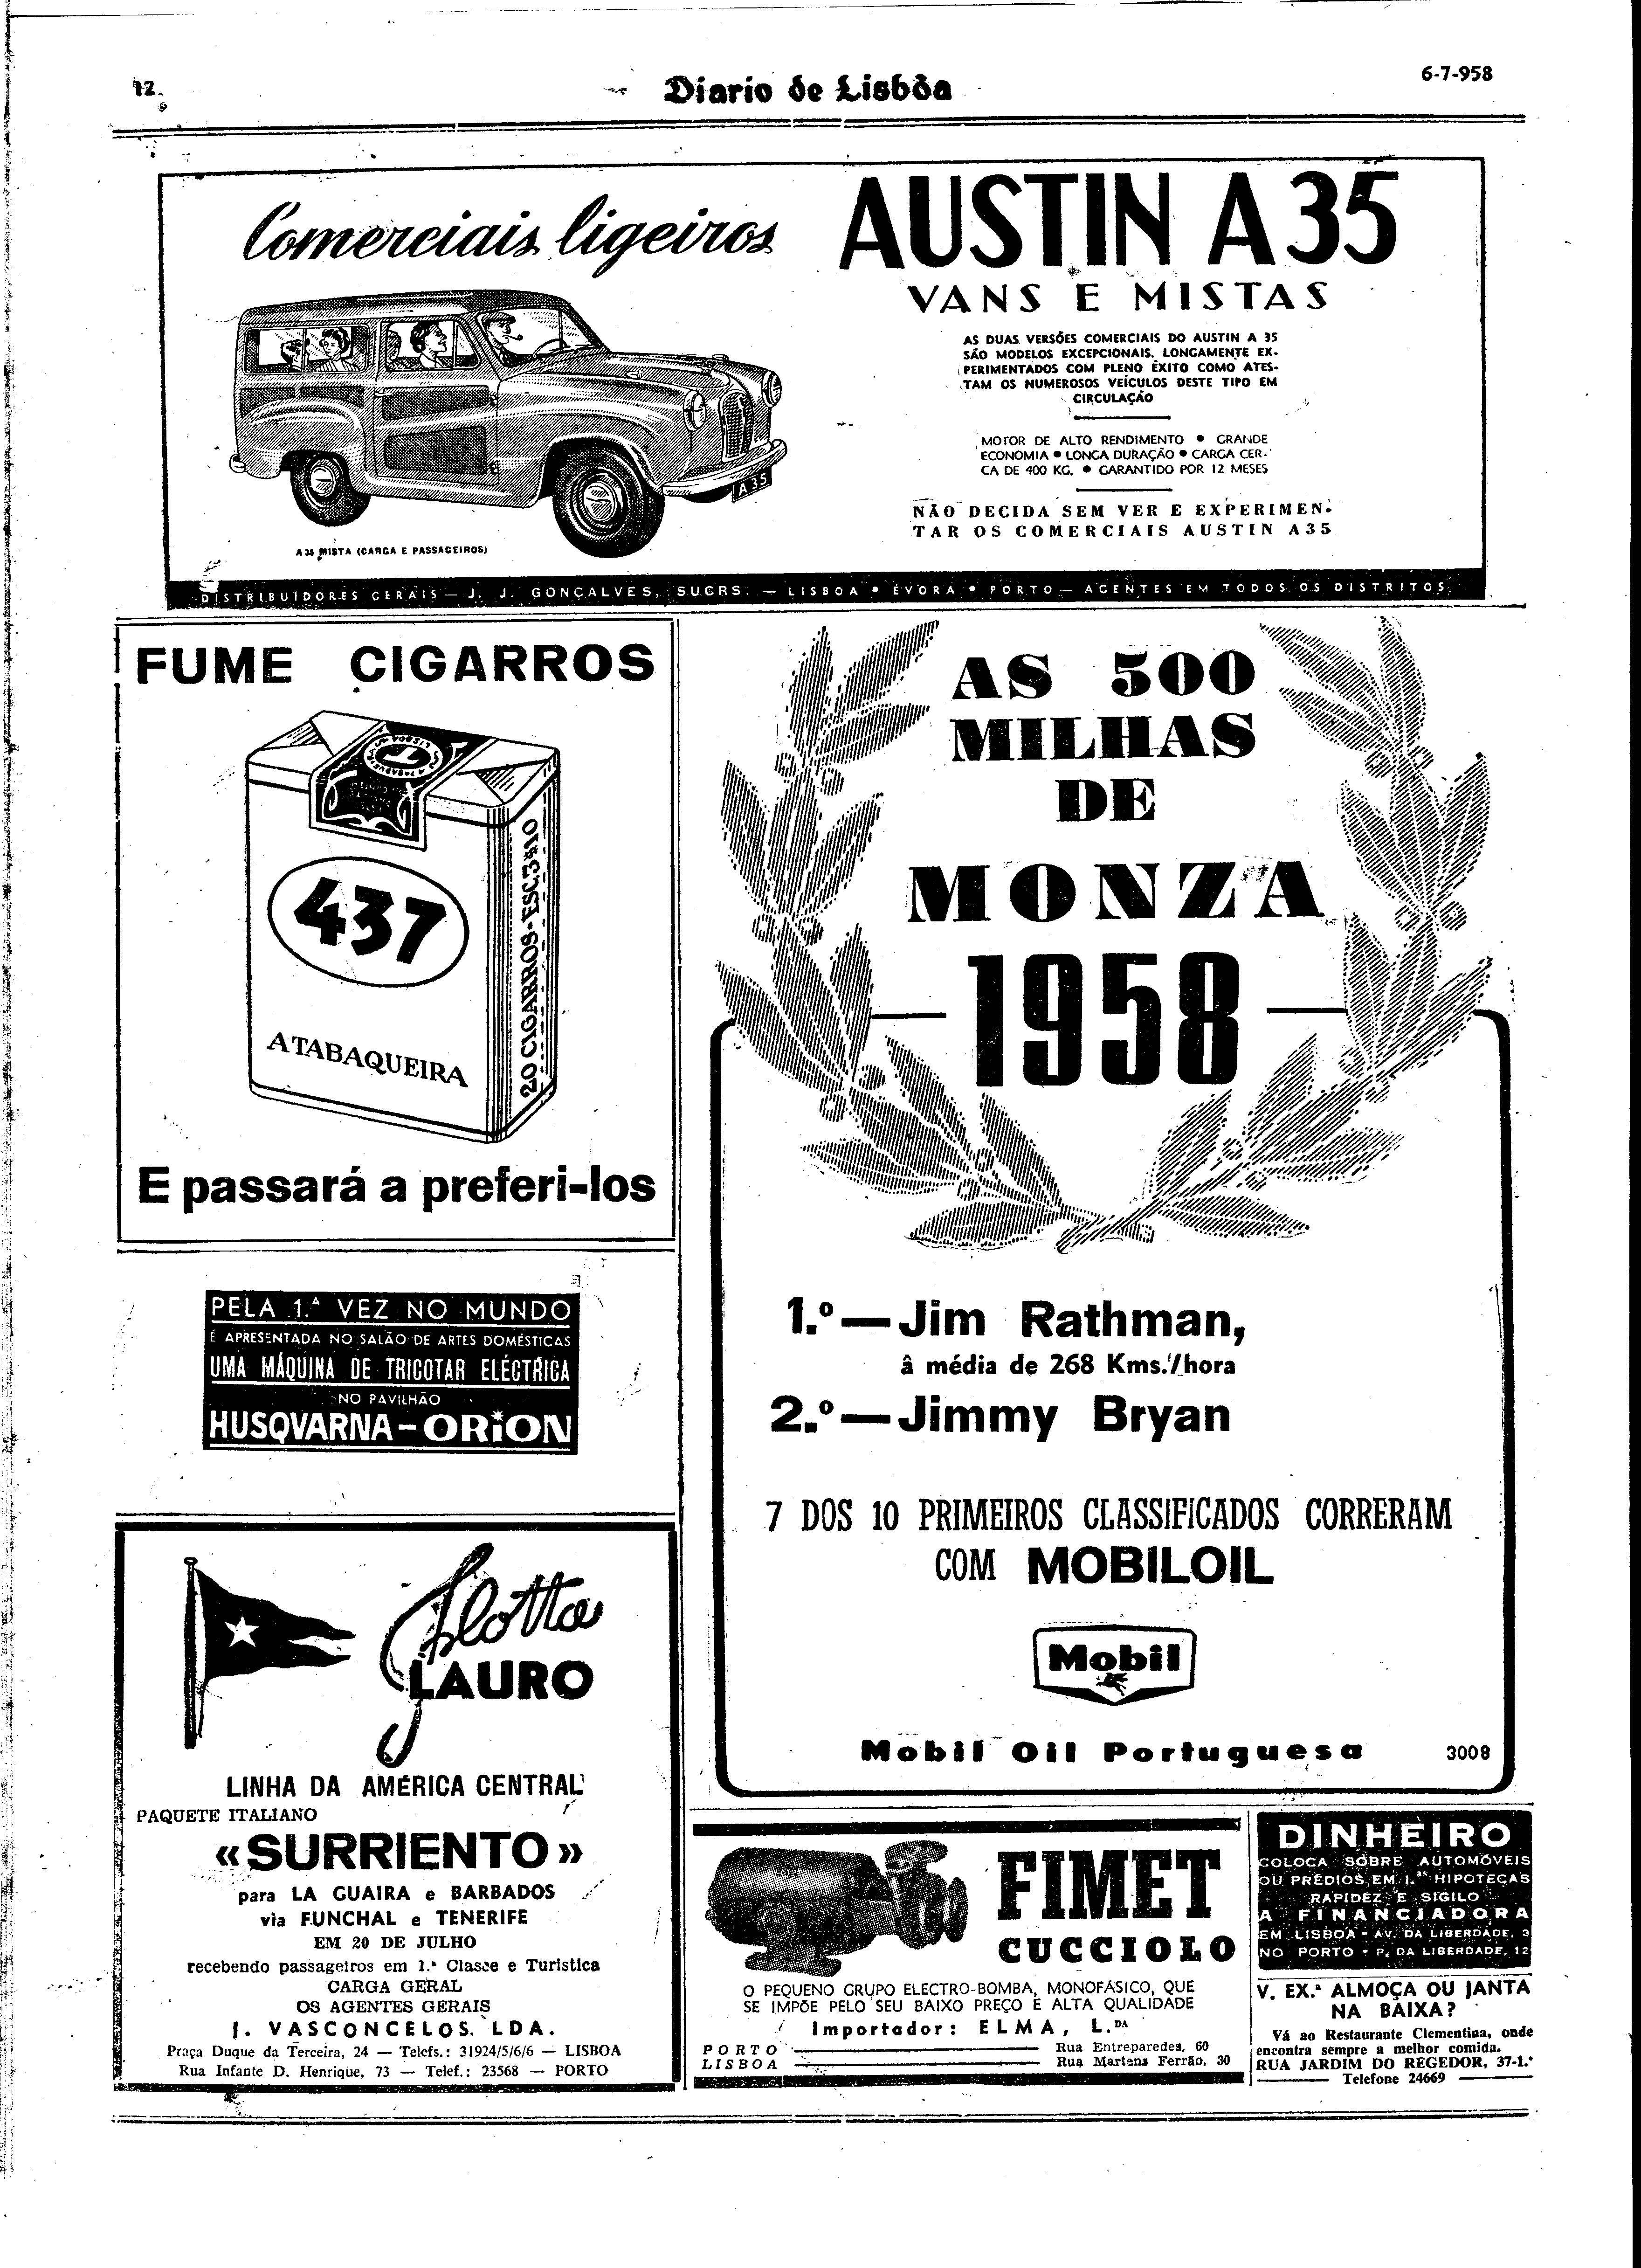 12.
Diario de Lisbôa
6-7-958
Comerciais ligeiros
AUSTIN A35
VANS E MISTAS
AS DUAS VERSÕES COMERCIAIS DO AUSTIN A 35
SÃO MODELOS EXCEPCIONAIS, LONGAMENTE EX-
PERIMENTADOS COM PLENO ÊXITO COMO ATES-
TAM OS NUMEROSOS VEÍCULOS DESTE TIPO EM
CIRCULAÇÃO
MOTOR DE ALTO RENDIMENTO • GRANDE
ECONOMIA • LONGA DURAÇÃO • CARGA CER-
CA DE 400 KG. • GARANTIDO POR 12 MESES
NÃO DECIDA SEM VER E EXPERIMEN-
TAR OS COMERCIAIS AUSTIN A35
A35
A 35 MISTA (CARGA E PASSAGEIROS)
DISTRIBUIDORES GERAIS — J. J. GONÇALVES, SUCRS. — LISBOA • ÉVORA • PORTO — AGENTES EM TODOS OS DISTRITOS
FUME CIGARROS
437
A TABAQUEIRA
20 CIGARROS-ESC.3$10
E passará a preferi-los
PELA 1.ª VEZ NO MUNDO
É APRESENTADA NO SALÃO DE ARTES DOMÉSTICAS
UMA MÁQUINA DE TRICOTAR ELÉCTRICA
NO PAVILHÃO
HUSQVARNA-ORiON
Flotta
LAURO
LINHA DA AMÉRICA CENTRAL
PAQUETE ITALIANO
«SURRIENTO»
para LA GUAIRA e BARBADOS
via FUNCHAL e TENERIFE
EM 20 DE JULHO
recebendo passageiros em 1.ª Classe e Turística
CARGA GERAL
OS AGENTES GERAIS
J. VASCONCELOS, LDA.
Praça Duque da Terceira, 24 — Telefs.: 31924/5/6/6 — LISBOA
Rua Infante D. Henrique, 73 — Telef.: 23568 — PORTO
AS 500
MILHAS
DE
MONZA
1958
1.º — Jim Rathman,
â média de 268 Kms./hora
2.º — Jimmy Bryan
7 DOS 10 PRIMEIROS CLASSIFICADOS CORRERAM
COM MOBILOIL
Mobil
Mobil Oil Portuguesa
3008
FIMET
CUCCIOLO
O PEQUENO GRUPO ELECTRO-BOMBA, MONOFÁSICO, QUE
SE IMPÕE PELO SEU BAIXO PREÇO E ALTA QUALIDADE
Importador: ELMA, L.DA
PORTO — Rua Entreparedes, 60
LISBOA — Rua Martens Ferrão, 30
DINHEIRO
COLOCA SOBRE AUTOMÓVEIS
OU PRÉDIOS EM 1.as HIPOTECAS
RAPIDEZ E SIGILO
A FINANCIADORA
EM LISBOA - AV. DA LIBERDADE, 3
NO PORTO - P. DA LIBERDADE, 12
V. EX.ª ALMOÇA OU JANTA
NA BAIXA?
Vá ao Restaurante Clementina, onde
encontra sempre a melhor comida.
RUA JARDIM DO REGEDOR, 37-1.º
Telefone 24669